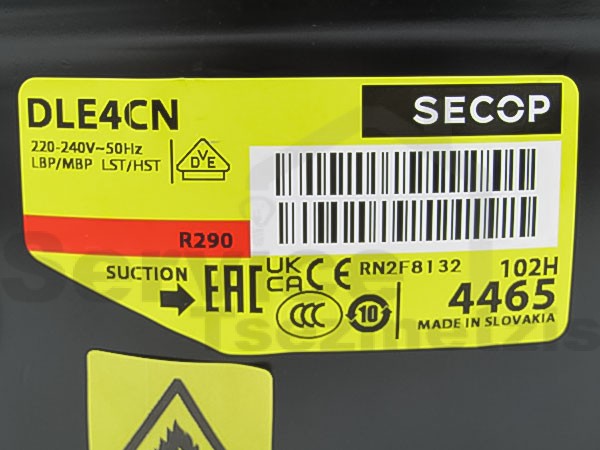 DLE4CN
SECOP
220-240V~50Hz
LBP/MBP LST/HST
DVE
R290
SUCTION
EAC
UK
CA
CE
RN2F8132
102H
CCC
10
4465
MADE IN SLOVAKIA